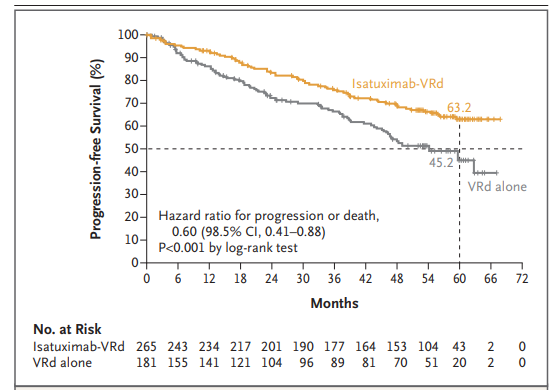 Progression-free Survival (%)
100
90
80
70
60
50
40
30
20
10
0
Isatuximab-VRd
63.2
45.2
VRd alone
Hazard ratio for progression or death,
0.60 (98.5% CI, 0.41–0.88)
P<0.001 by log-rank test
0 6 12 18 24 30 36 42 48 54 60 66 72
Months
No. at Risk
Isatuximab-VRd 265 243 234 217 201 190 177 164 153 104 43 2 0
VRd alone 181 155 141 121 104 96 89 81 70 51 20 2 0